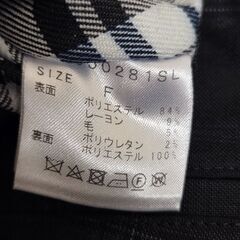 60281SL
SIZE F
表面 ポリエステル 84%
レーヨン 9%
毛 5%
ポリウレタン 2%
裏面 ポリエステル 100%